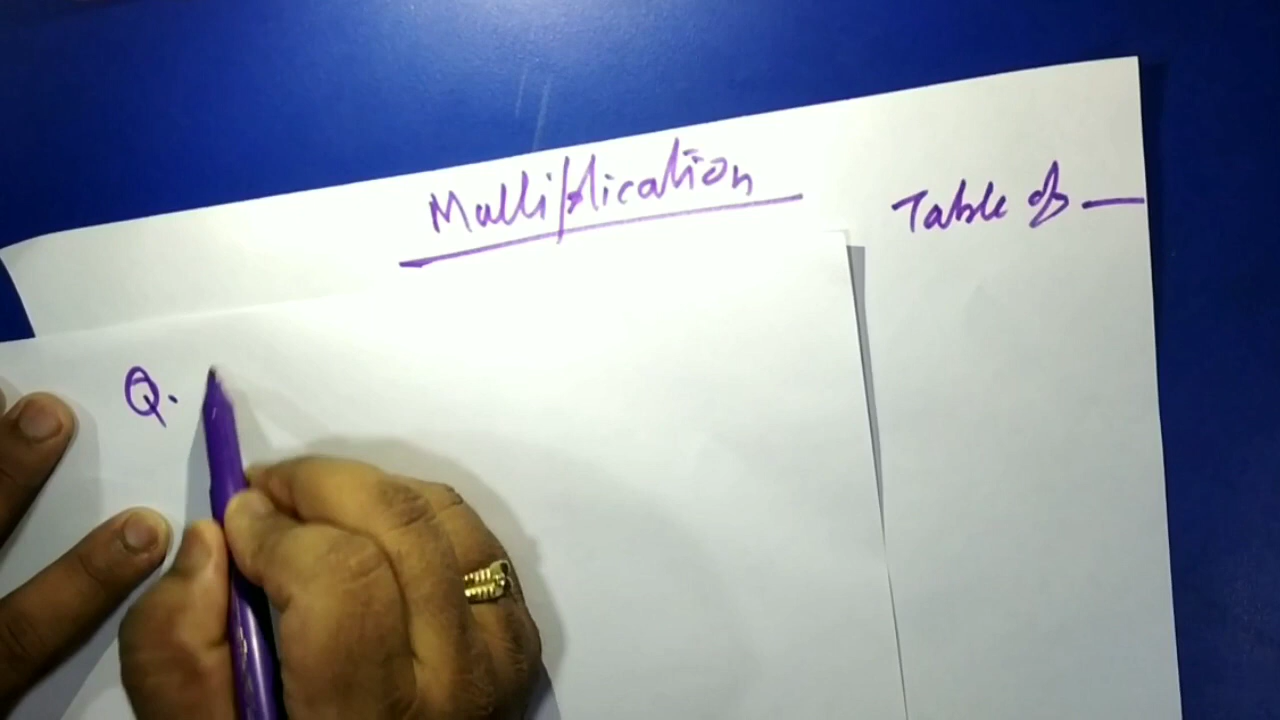 Multiplication
Table of —
Q.